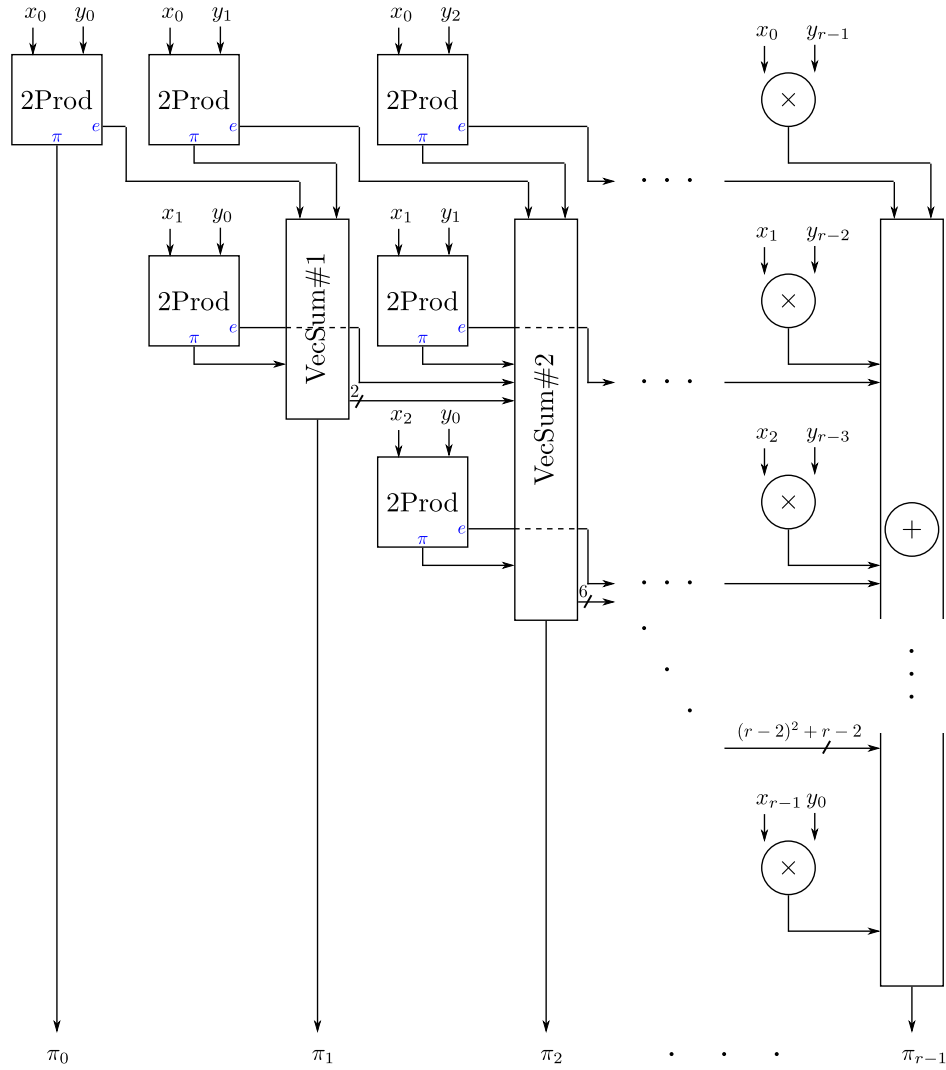 x₀ y₀ x₀ y₁ x₀ y₂ x₀ yᵣ₋₁
2Prod 2Prod 2Prod ×
π e π e π e
x₁ y₀ x₁ y₁ x₁ yᵣ₋₂
2Prod VecSum#1 2Prod ×
π e π e
2
x₂ y₀ VecSum#2 x₂ yᵣ₋₃
2Prod × +
π e
6
(r − 2)² + r − 2
xᵣ₋₁ y₀
×
π₀ π₁ π₂ · · · πᵣ₋₁